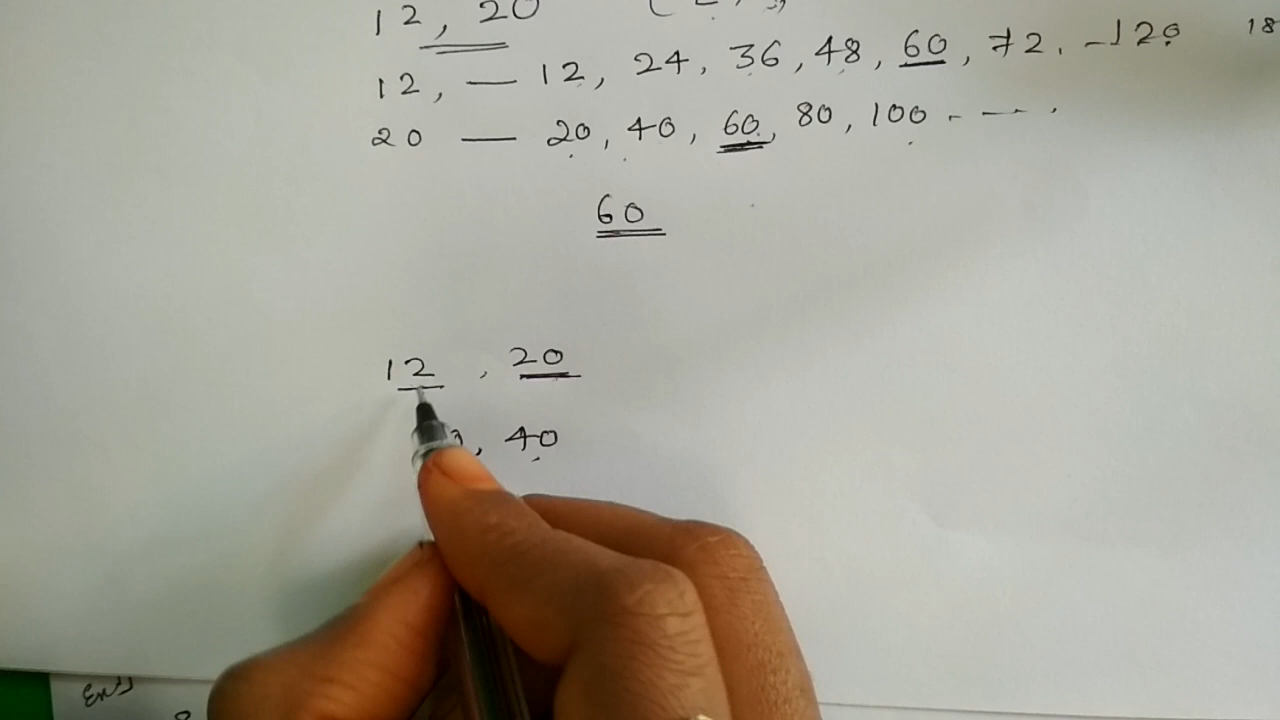 12, 20
12, — 12, 24, 36, 48, 60, 72, - 120 18
20 — 20, 40, 60, 80, 100 - — .
60
12 , 20
, 40